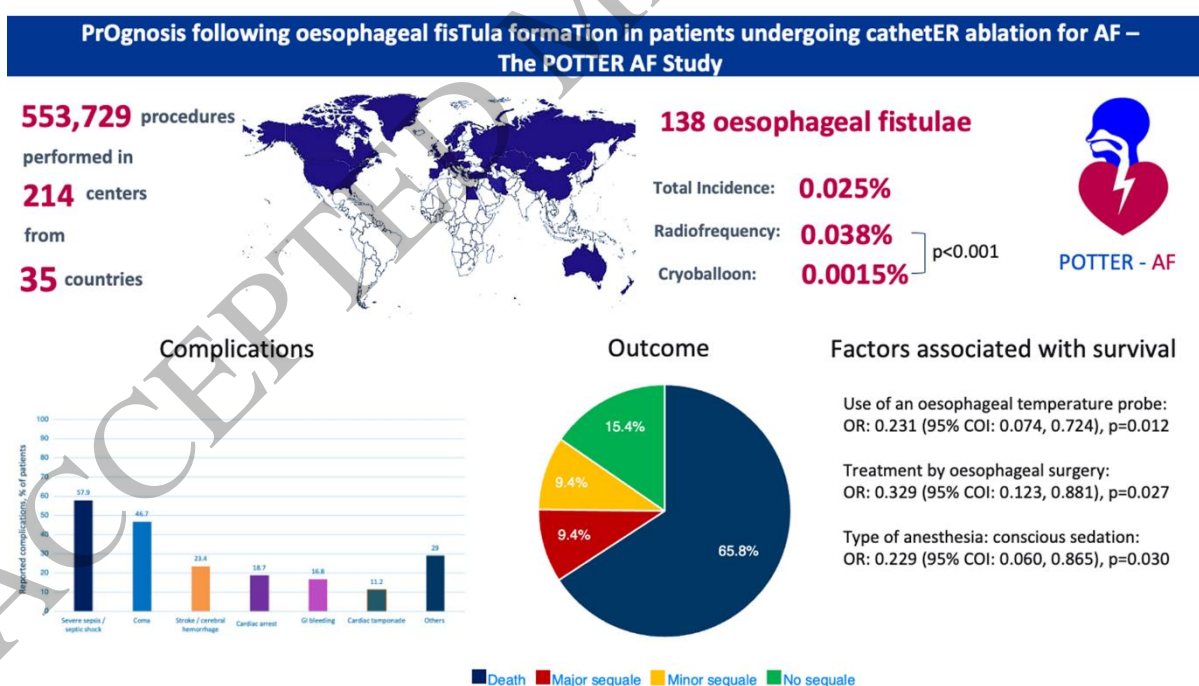 PrOgnosis following oesophageal fisTula formaTion in patients undergoing cathetER ablation for AF –
The POTTER AF Study
553,729 procedures
performed in
214 centers
from
35 countries
138 oesophageal fistulae
Total Incidence: 0.025%
Radiofrequency: 0.038%
Cryoballoon: 0.0015%
p<0.001
POTTER - AF
Complications
Reported complications, % of patients
100
90
80
70
60
50
40
30
20
10
0
57.9
46.7
23.4
18.7
16.8
11.2
29
Severe sepsis /
septic shock
Coma
Stroke / cerebral
hemorrhage
Cardiac arrest
GI bleeding
Cardiac tamponade
Others
Outcome
15.4%
9.4%
9.4%
65.8%
Death
Major sequale
Minor sequale
No sequale
Factors associated with survival
Use of an oesophageal temperature probe:
OR: 0.231 (95% COI: 0.074, 0.724), p=0.012
Treatment by oesophageal surgery:
OR: 0.329 (95% COI: 0.123, 0.881), p=0.027
Type of anesthesia: conscious sedation:
OR: 0.229 (95% COI: 0.060, 0.865), p=0.030
ACCEPTED